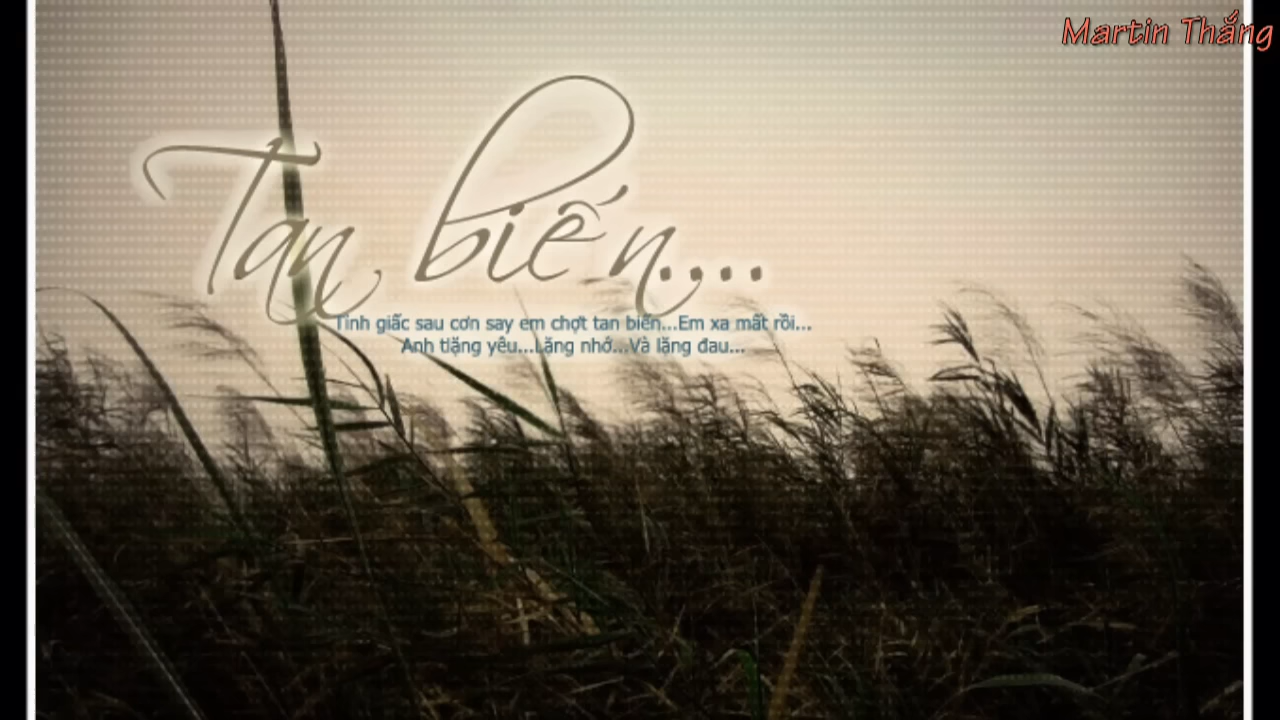 Martin Thắng
Tan biến....
Tỉnh giấc sau cơn say em chợt tan biến...Em xa mất rồi...
Anh tlặng yêu...Lặng nhớ...Và lặng đau...